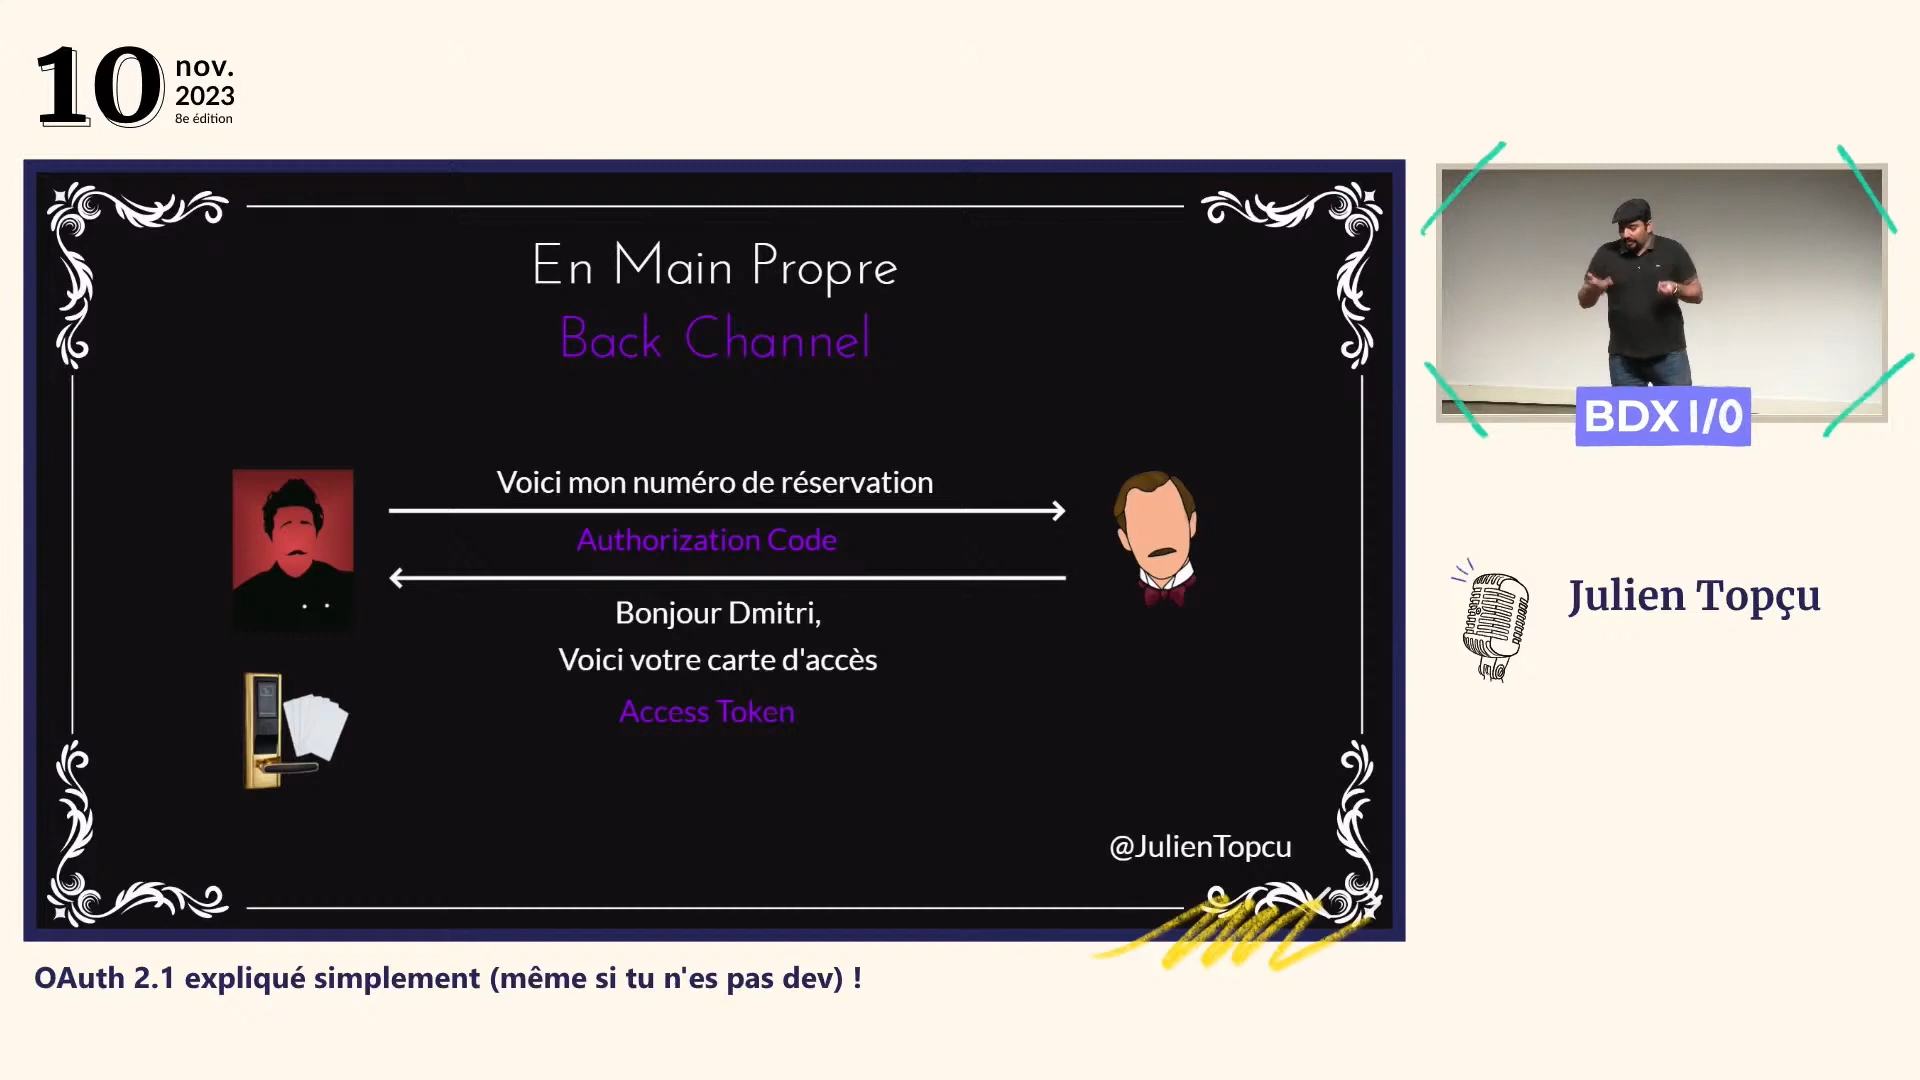 10
nov.
2023
8e édition
En Main Propre
Back Channel
Voici mon numéro de réservation
Authorization Code
Bonjour Dmitri,
Voici votre carte d'accès
Access Token
@JulienTopcu
BDX I/O
Julien Topçu
OAuth 2.1 expliqué simplement (même si tu n'es pas dev) !